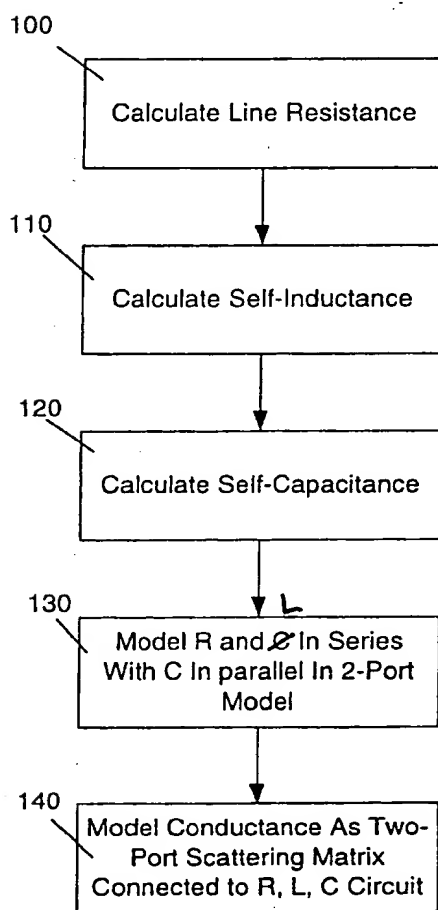 100
Calculate Line Resistance
110
Calculate Self-Inductance
120
Calculate Self-Capacitance
L
130
Model R and C In Series
With C In parallel In 2-Port
Model
140
Model Conductance As Two-
Port Scattering Matrix
Connected to R, L, C Circuit